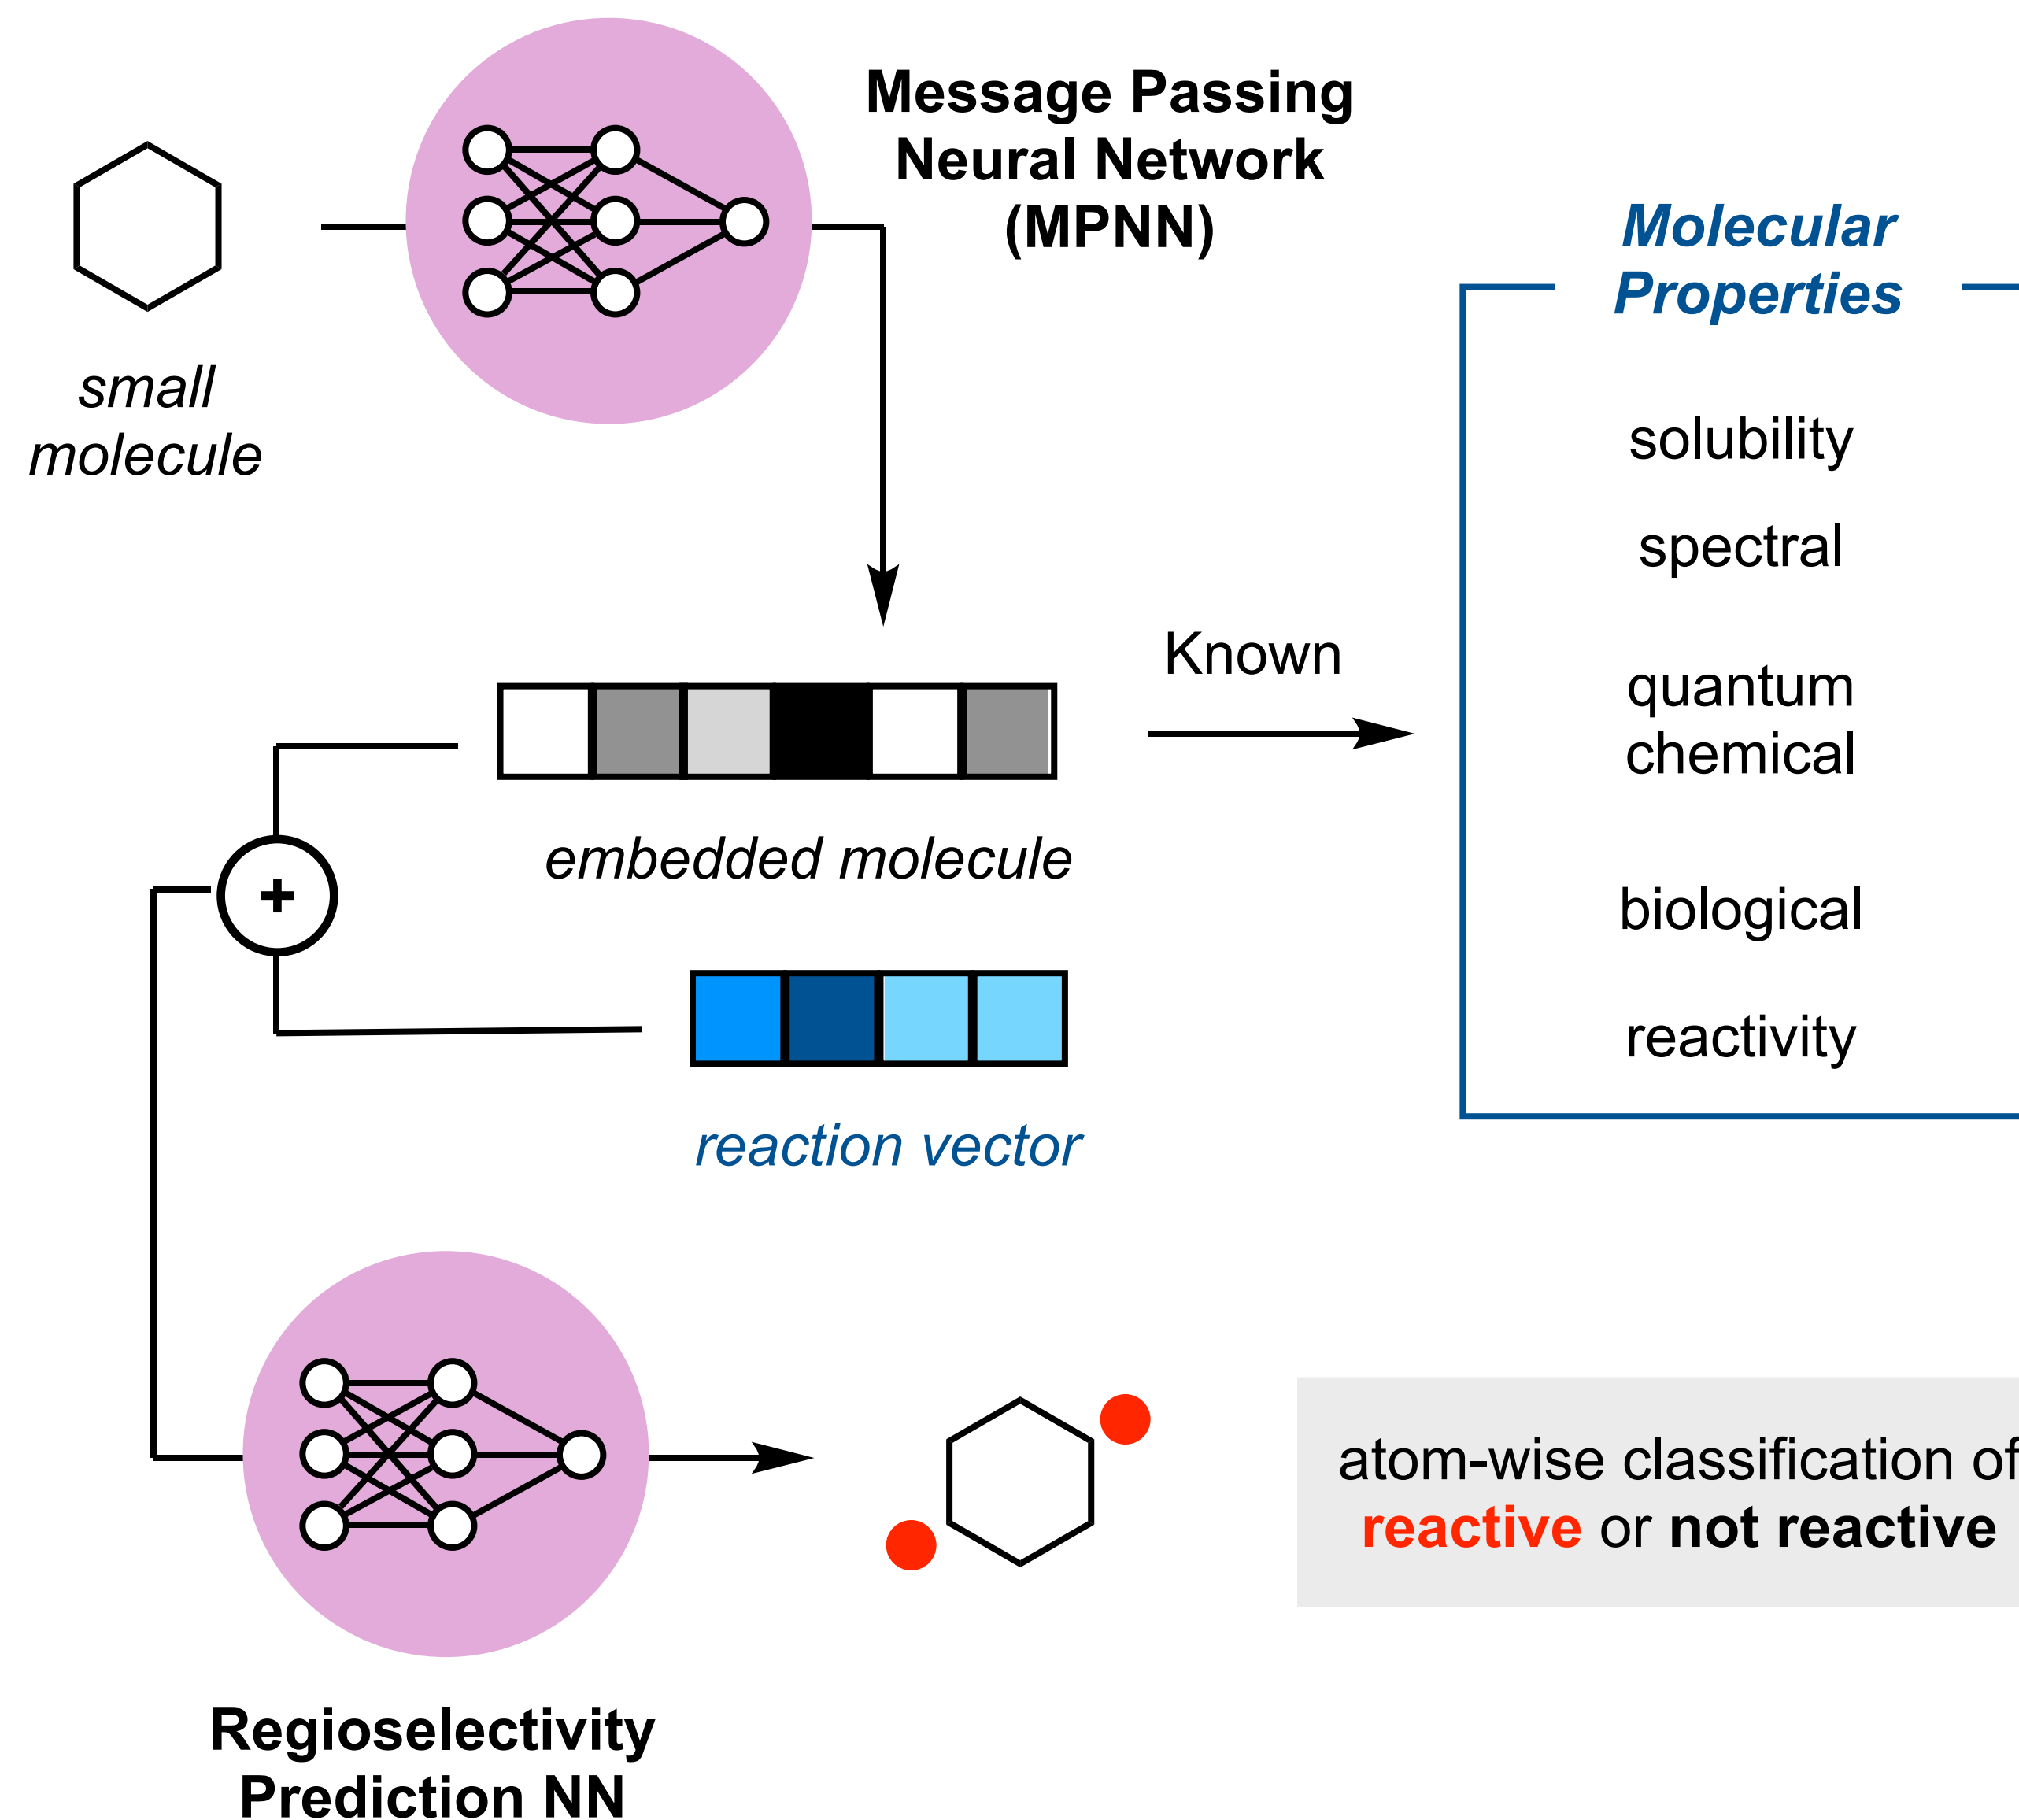 Message Passing
Neural Network
(MPNN)
small
molecule
Molecular
Properties
solubility
spectral
quantum
chemical
biological
reactivity
Known
embedded molecule
+
reaction vector
atom-wise classification of
reactive or not reactive
Regioselectivity
Prediction NN